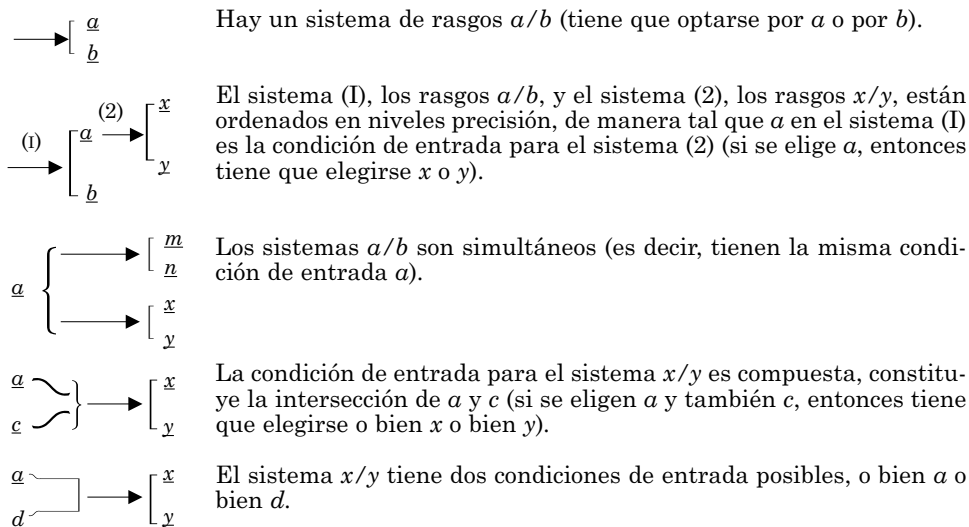 a
b
Hay un sistema de rasgos a/b (tiene que optarse por a o por b).
(I)
a
(2)
x
y
b
El sistema (I), los rasgos a/b, y el sistema (2), los rasgos x/y, están
ordenados en niveles precisión, de manera tal que a en el sistema (I)
es la condición de entrada para el sistema (2) (si se elige a, entonces
tiene que elegirse x o y).
a
m
n
x
y
Los sistemas a/b son simultáneos (es decir, tienen la misma condi-
ción de entrada a).
a
c
x
y
La condición de entrada para el sistema x/y es compuesta, constitu-
ye la intersección de a y c (si se eligen a y también c, entonces tiene
que elegirse o bien x o bien y).
a
d
x
y
El sistema x/y tiene dos condiciones de entrada posibles, o bien a o
bien d.